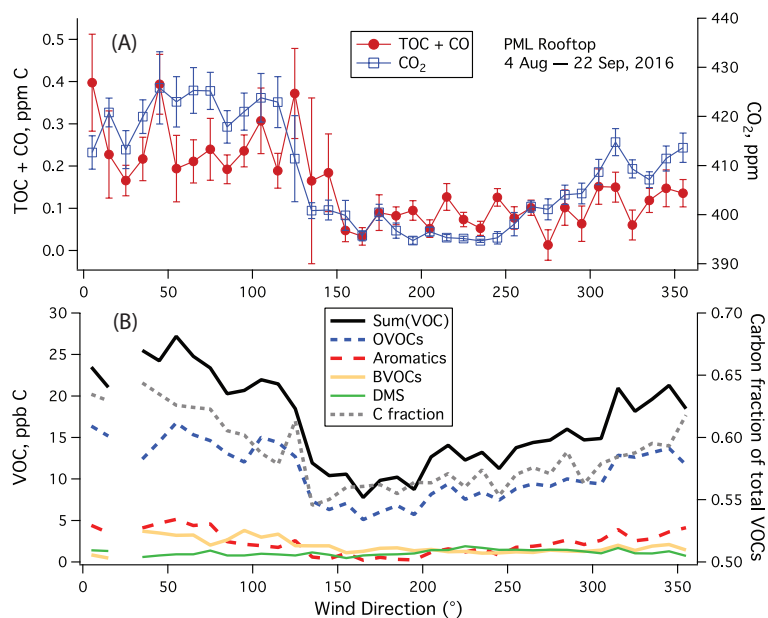 (A)
TOC + CO
CO2
PML Rooftop
4 Aug — 22 Sep, 2016
TOC + CO, ppm C
0.5
0.4
0.3
0.2
0.1
0.0
440
430
420
410
400
390
CO2, ppm
0 50 100 150 200 250 300 350
(B)
Sum(VOC)
OVOCs
Aromatics
BVOCs
DMS
C fraction
VOC, ppb C
30
25
20
15
10
5
0
0.70
0.65
0.60
0.55
0.50
Carbon fraction
of total VOCs
0 50 100 150 200 250 300 350
Wind Direction (°)